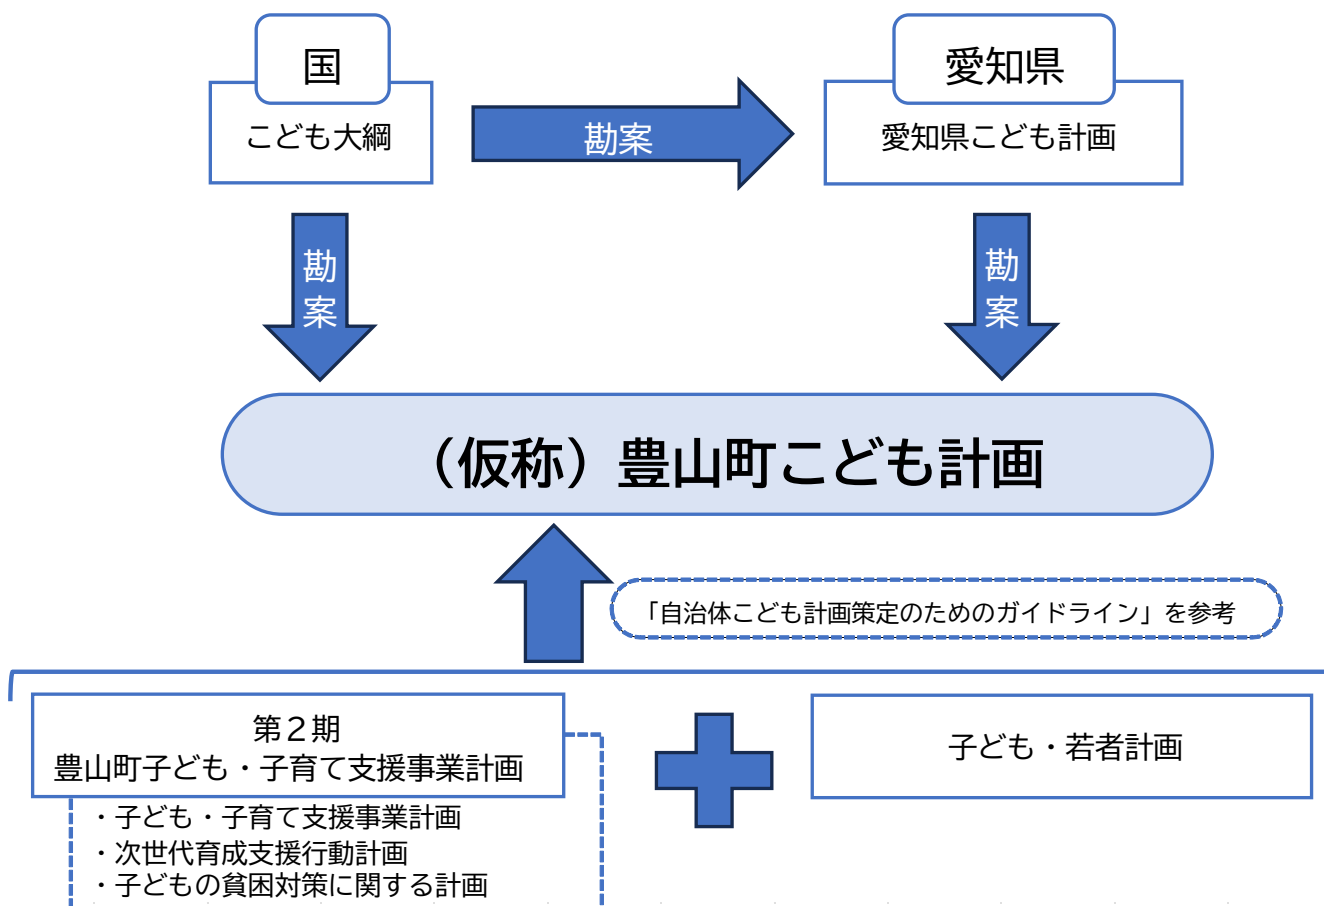 国
こども大綱
勘案
愛知県
愛知県こども計画
勘案
勘案
（仮称）豊山町こども計画
「自治体こども計画策定のためのガイドライン」を参考
第２期
豊山町子ども・子育て支援事業計画
・子ども・子育て支援事業計画
・次世代育成支援行動計画
・子どもの貧困対策に関する計画
子ども・若者計画